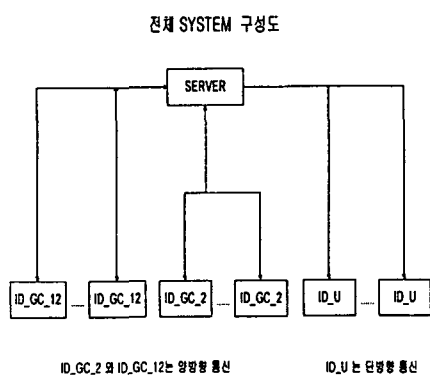 전체 SYSTEM 구성도
SERVER
ID_GC_12 ID_GC_12 ID_GC_2 ID_GC_2 ID_U ID_U
ID_GC_2 와 ID_GC_12는 양방향 통신 ID_U 는 단방향 통신